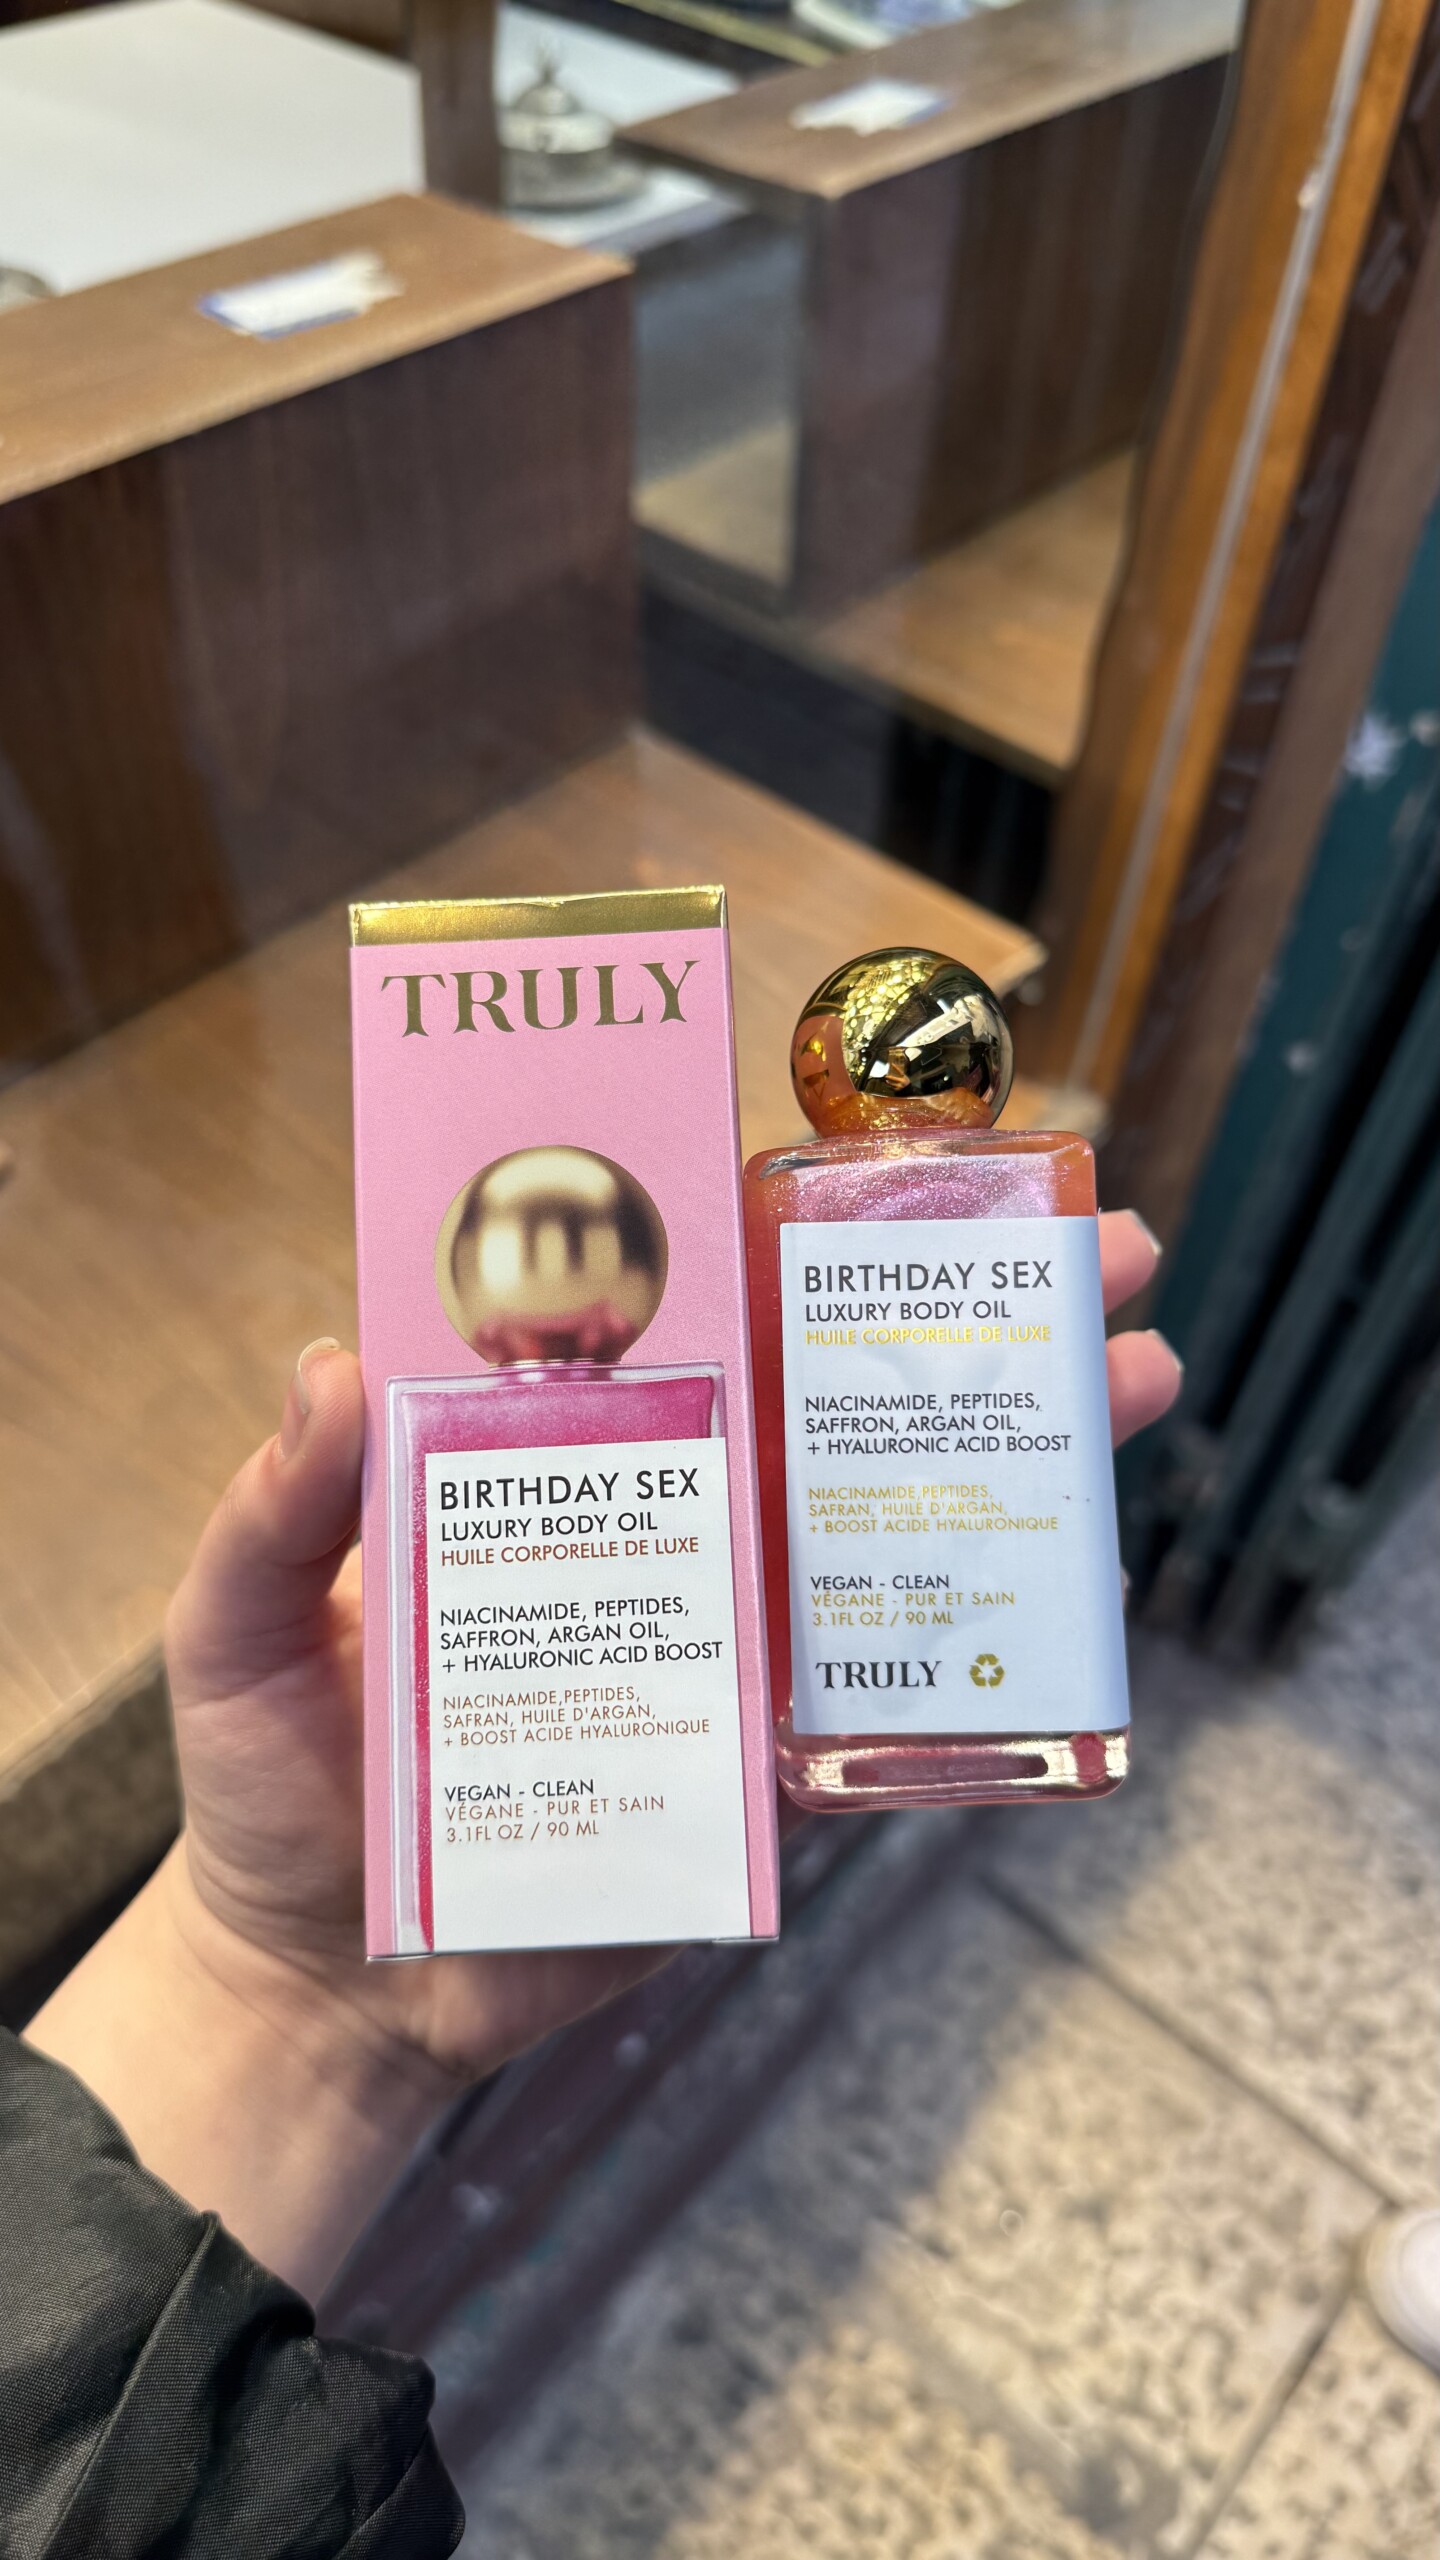 TRULY
BIRTHDAY SEX
LUXURY BODY OIL
HUILE CORPORELLE DE LUXE
NIACINAMIDE, PEPTIDES,
SAFFRON, ARGAN OIL,
+ HYALURONIC ACID BOOST
NIACINAMIDE,PEPTIDES,
SAFRAN, HUILE D'ARGAN,
+ BOOST ACIDE HYALURONIQUE
VEGAN - CLEAN
VÉGANE - PUR ET SAIN
3.1FL OZ / 90 ML
BIRTHDAY SEX
LUXURY BODY OIL
HUILE CORPORELLE DE LUXE
NIACINAMIDE, PEPTIDES,
SAFFRON, ARGAN OIL,
+ HYALURONIC ACID BOOST
NIACINAMIDE,PEPTIDES,
SAFRAN, HUILE D'ARGAN,
+ BOOST ACIDE HYALURONIQUE
VEGAN - CLEAN
VÉGANE - PUR ET SAIN
3.1FL OZ / 90 ML
TRULY